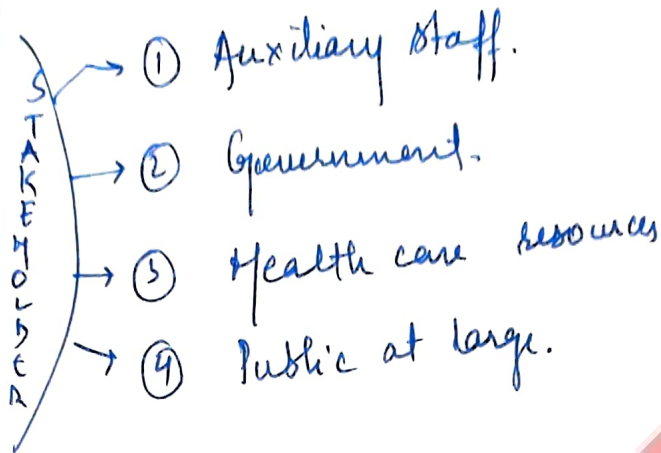 STAKEHOLDER
① Auxiliary staff.
② Government.
③ Health care resources
④ Public at large.